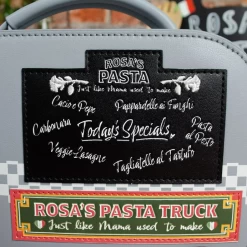 ROSA'S
PASTA
Just like Mama used to make
Cacio e Pepe
Pappardelle ai Funghi
Carbonara
Today's Specials
Pasta
al Pesto
Veggie Lasagne
Tagliatelle al Tartufo
ROSA'S PASTA TRUCK
Just like Mama used to make